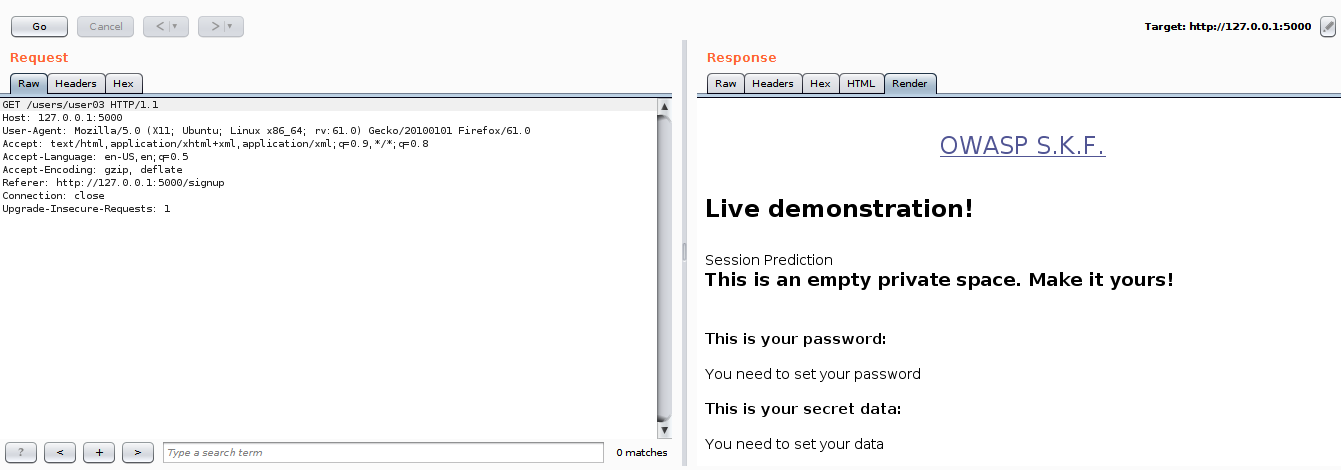 Go
Cancel
<
>
Target: http://127.0.0.1:5000
Request
Raw Headers Hex
GET /users/user03 HTTP/1.1
Host: 127.0.0.1:5000
User-Agent: Mozilla/5.0 (X11; Ubuntu; Linux x86_64; rv:61.0) Gecko/20100101 Firefox/61.0
Accept: text/html,application/xhtml+xml,application/xml;q=0.9,*/*;q=0.8
Accept-Language: en-US,en;q=0.5
Accept-Encoding: gzip, deflate
Referer: http://127.0.0.1:5000/signup
Connection: close
Upgrade-Insecure-Requests: 1
? < + > Type a search term 0 matches
Response
Raw Headers Hex HTML Render
OWASP S.K.F.
Live demonstration!
Session Prediction
This is an empty private space. Make it yours!
This is your password:
You need to set your password
This is your secret data:
You need to set your data